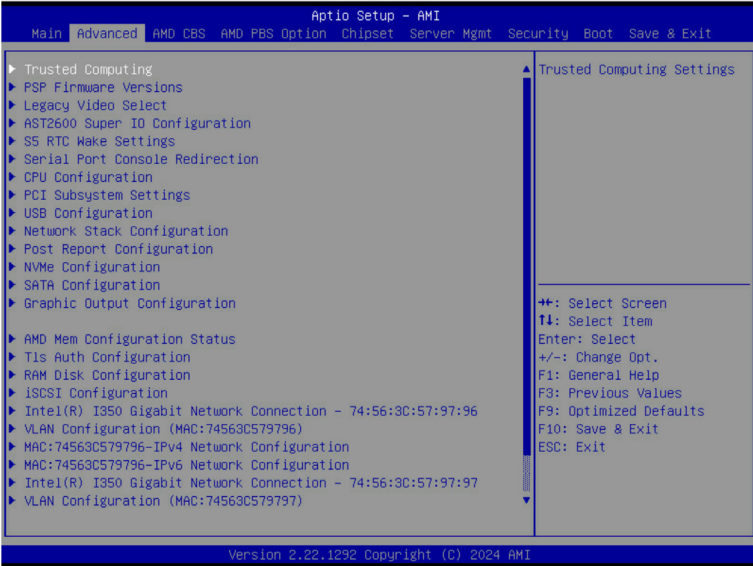 Aptio Setup - AMI
Main Advanced AMD CBS AMD PBS Option Chipset Server Mgmt Security Boot Save & Exit
Trusted Computing
PSP Firmware Versions
Legacy Video Select
AST2600 Super IO Configuration
S5 RTC Wake Settings
Serial Port Console Redirection
CPU Configuration
PCI Subsystem Settings
USB Configuration
Network Stack Configuration
Post Report Configuration
NVMe Configuration
SATA Configuration
Graphic Output Configuration
AMD Mem Configuration Status
Tls Auth Configuration
RAM Disk Configuration
iSCSI Configuration
Intel(R) I350 Gigabit Network Connection - 74:56:3C:57:97:96
VLAN Configuration (MAC:74563C579796)
MAC:74563C579796-IPv4 Network Configuration
MAC:74563C579796-IPv6 Network Configuration
Intel(R) I350 Gigabit Network Connection - 74:56:3C:57:97:97
VLAN Configuration (MAC:74563C579797)
Trusted Computing Settings
→←: Select Screen
↑↓: Select Item
Enter: Select
+/-: Change Opt.
F1: General Help
F3: Previous Values
F9: Optimized Defaults
F10: Save & Exit
ESC: Exit
Version 2.22.1292 Copyright (C) 2024 AMI